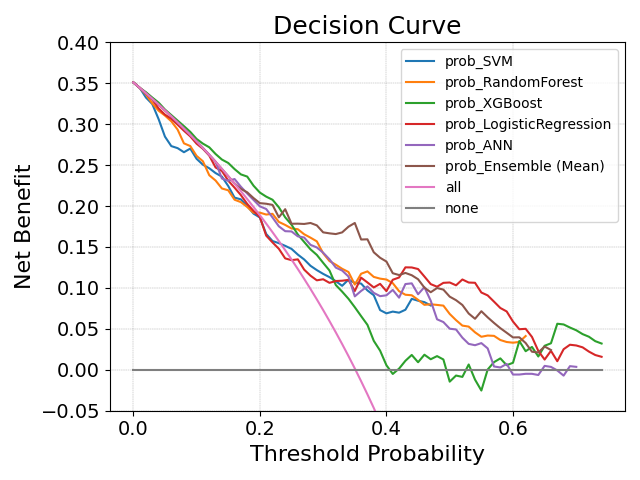 Decision Curve
0.40
0.35
0.30
0.25
0.20
0.15
0.10
0.05
0.00
−0.05
Net Benefit
prob_SVM
prob_RandomForest
prob_XGBoost
prob_LogisticRegression
prob_ANN
prob_Ensemble (Mean)
all
none
0.0 0.2 0.4 0.6
Threshold Probability